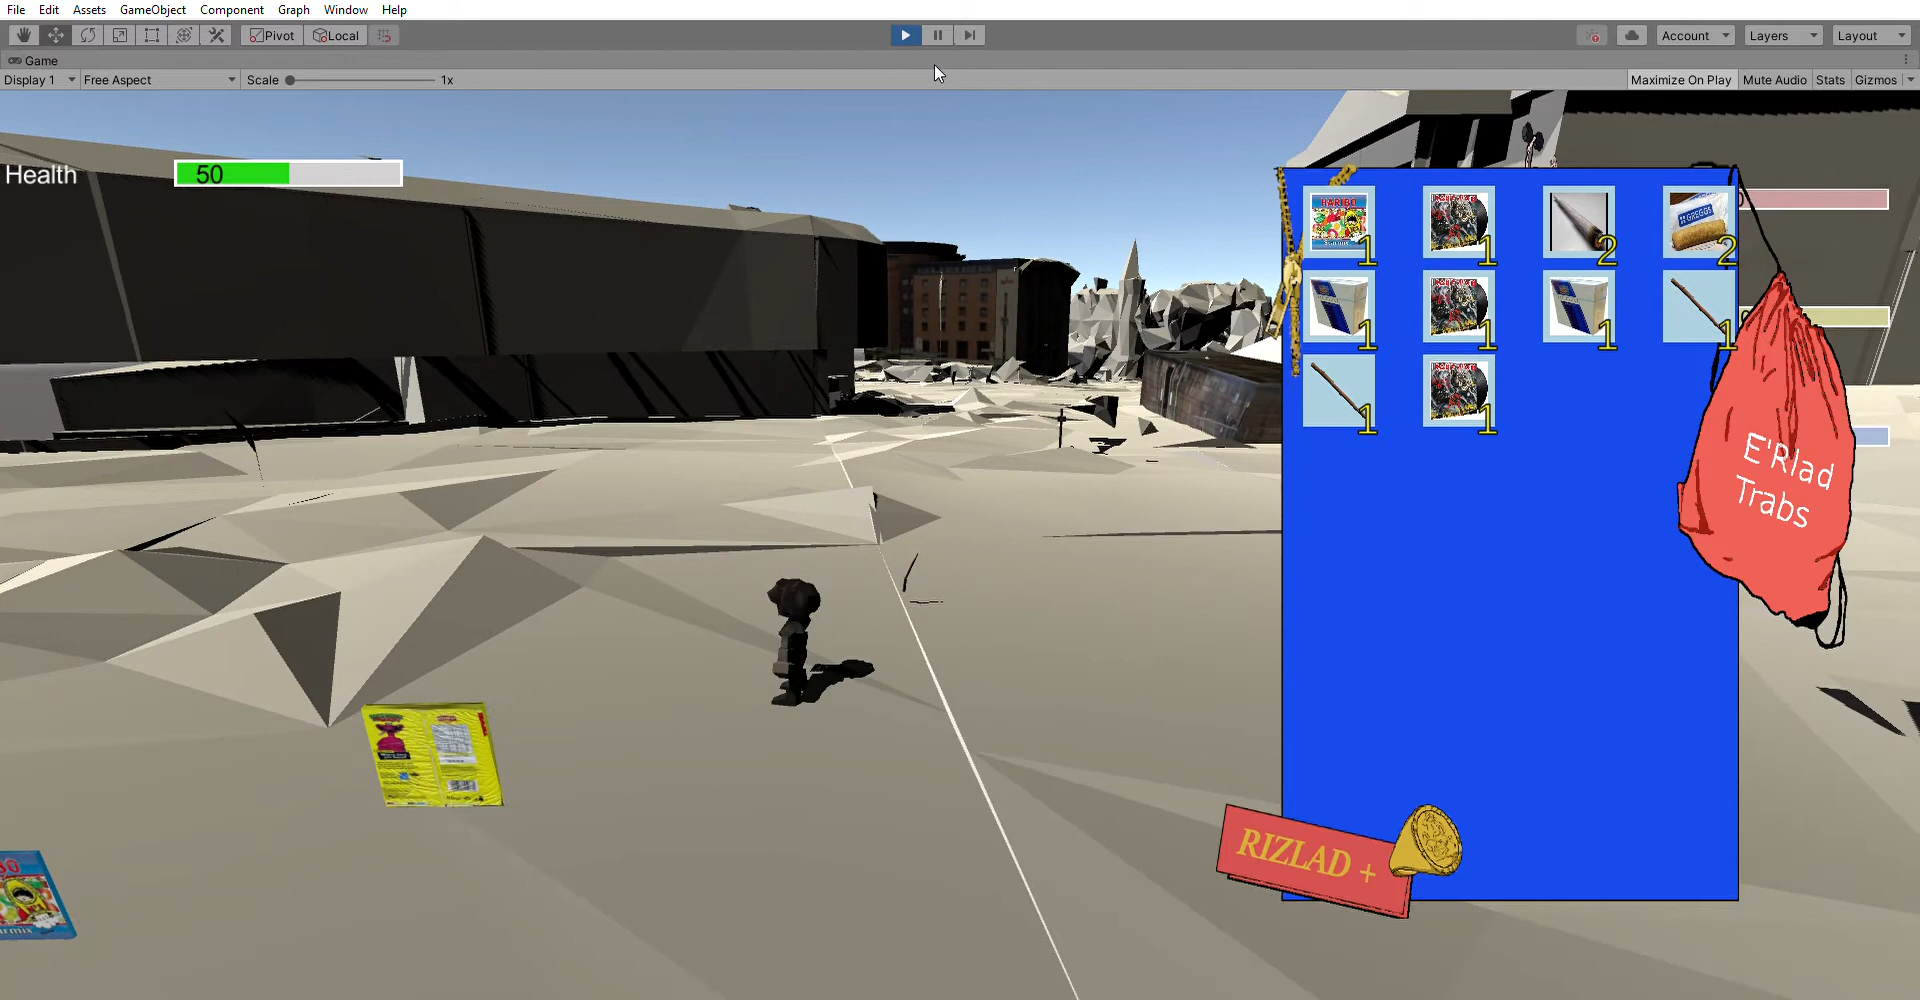 File Edit Assets GameObject Component Graph Window Help
Pivot Local Account Layers Layout
Game
Display 1 Free Aspect Scale 1x Maximize On Play Mute Audio Stats Gizmos
Health 50
HARIBO
GREGGS
1 1 2 2
1 1 1 1
1 1
E'Rlad
Trabs
RIZLAD +